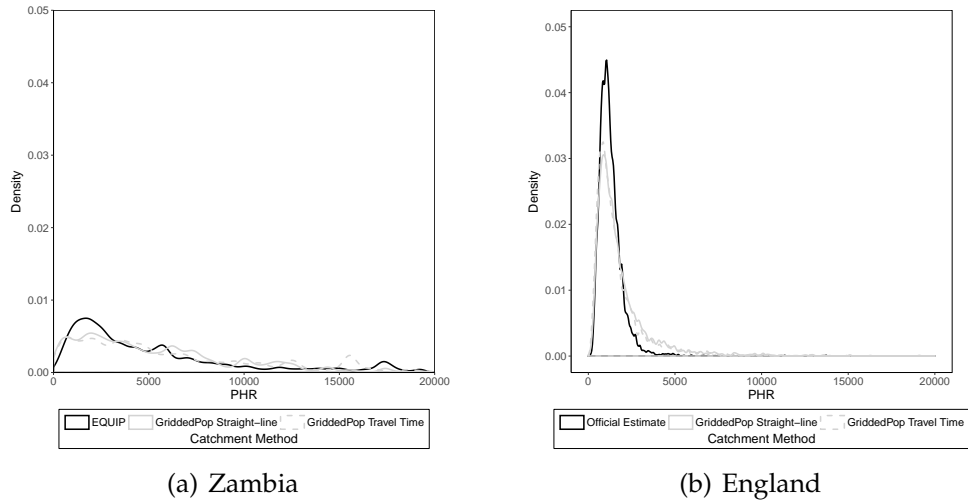 0.05
0.04
0.03
0.02
0.01
0.00
Density
0
5000
10000
15000
20000
PHR
EQUIP
GriddedPop Straight−line
GriddedPop Travel Time
Catchment Method
(a) Zambia
0.05
0.04
0.03
0.02
0.01
0.00
Density
0
5000
10000
15000
20000
PHR
Official Estimate
GriddedPop Straight−line
GriddedPop Travel Time
Catchment Method
(b) England